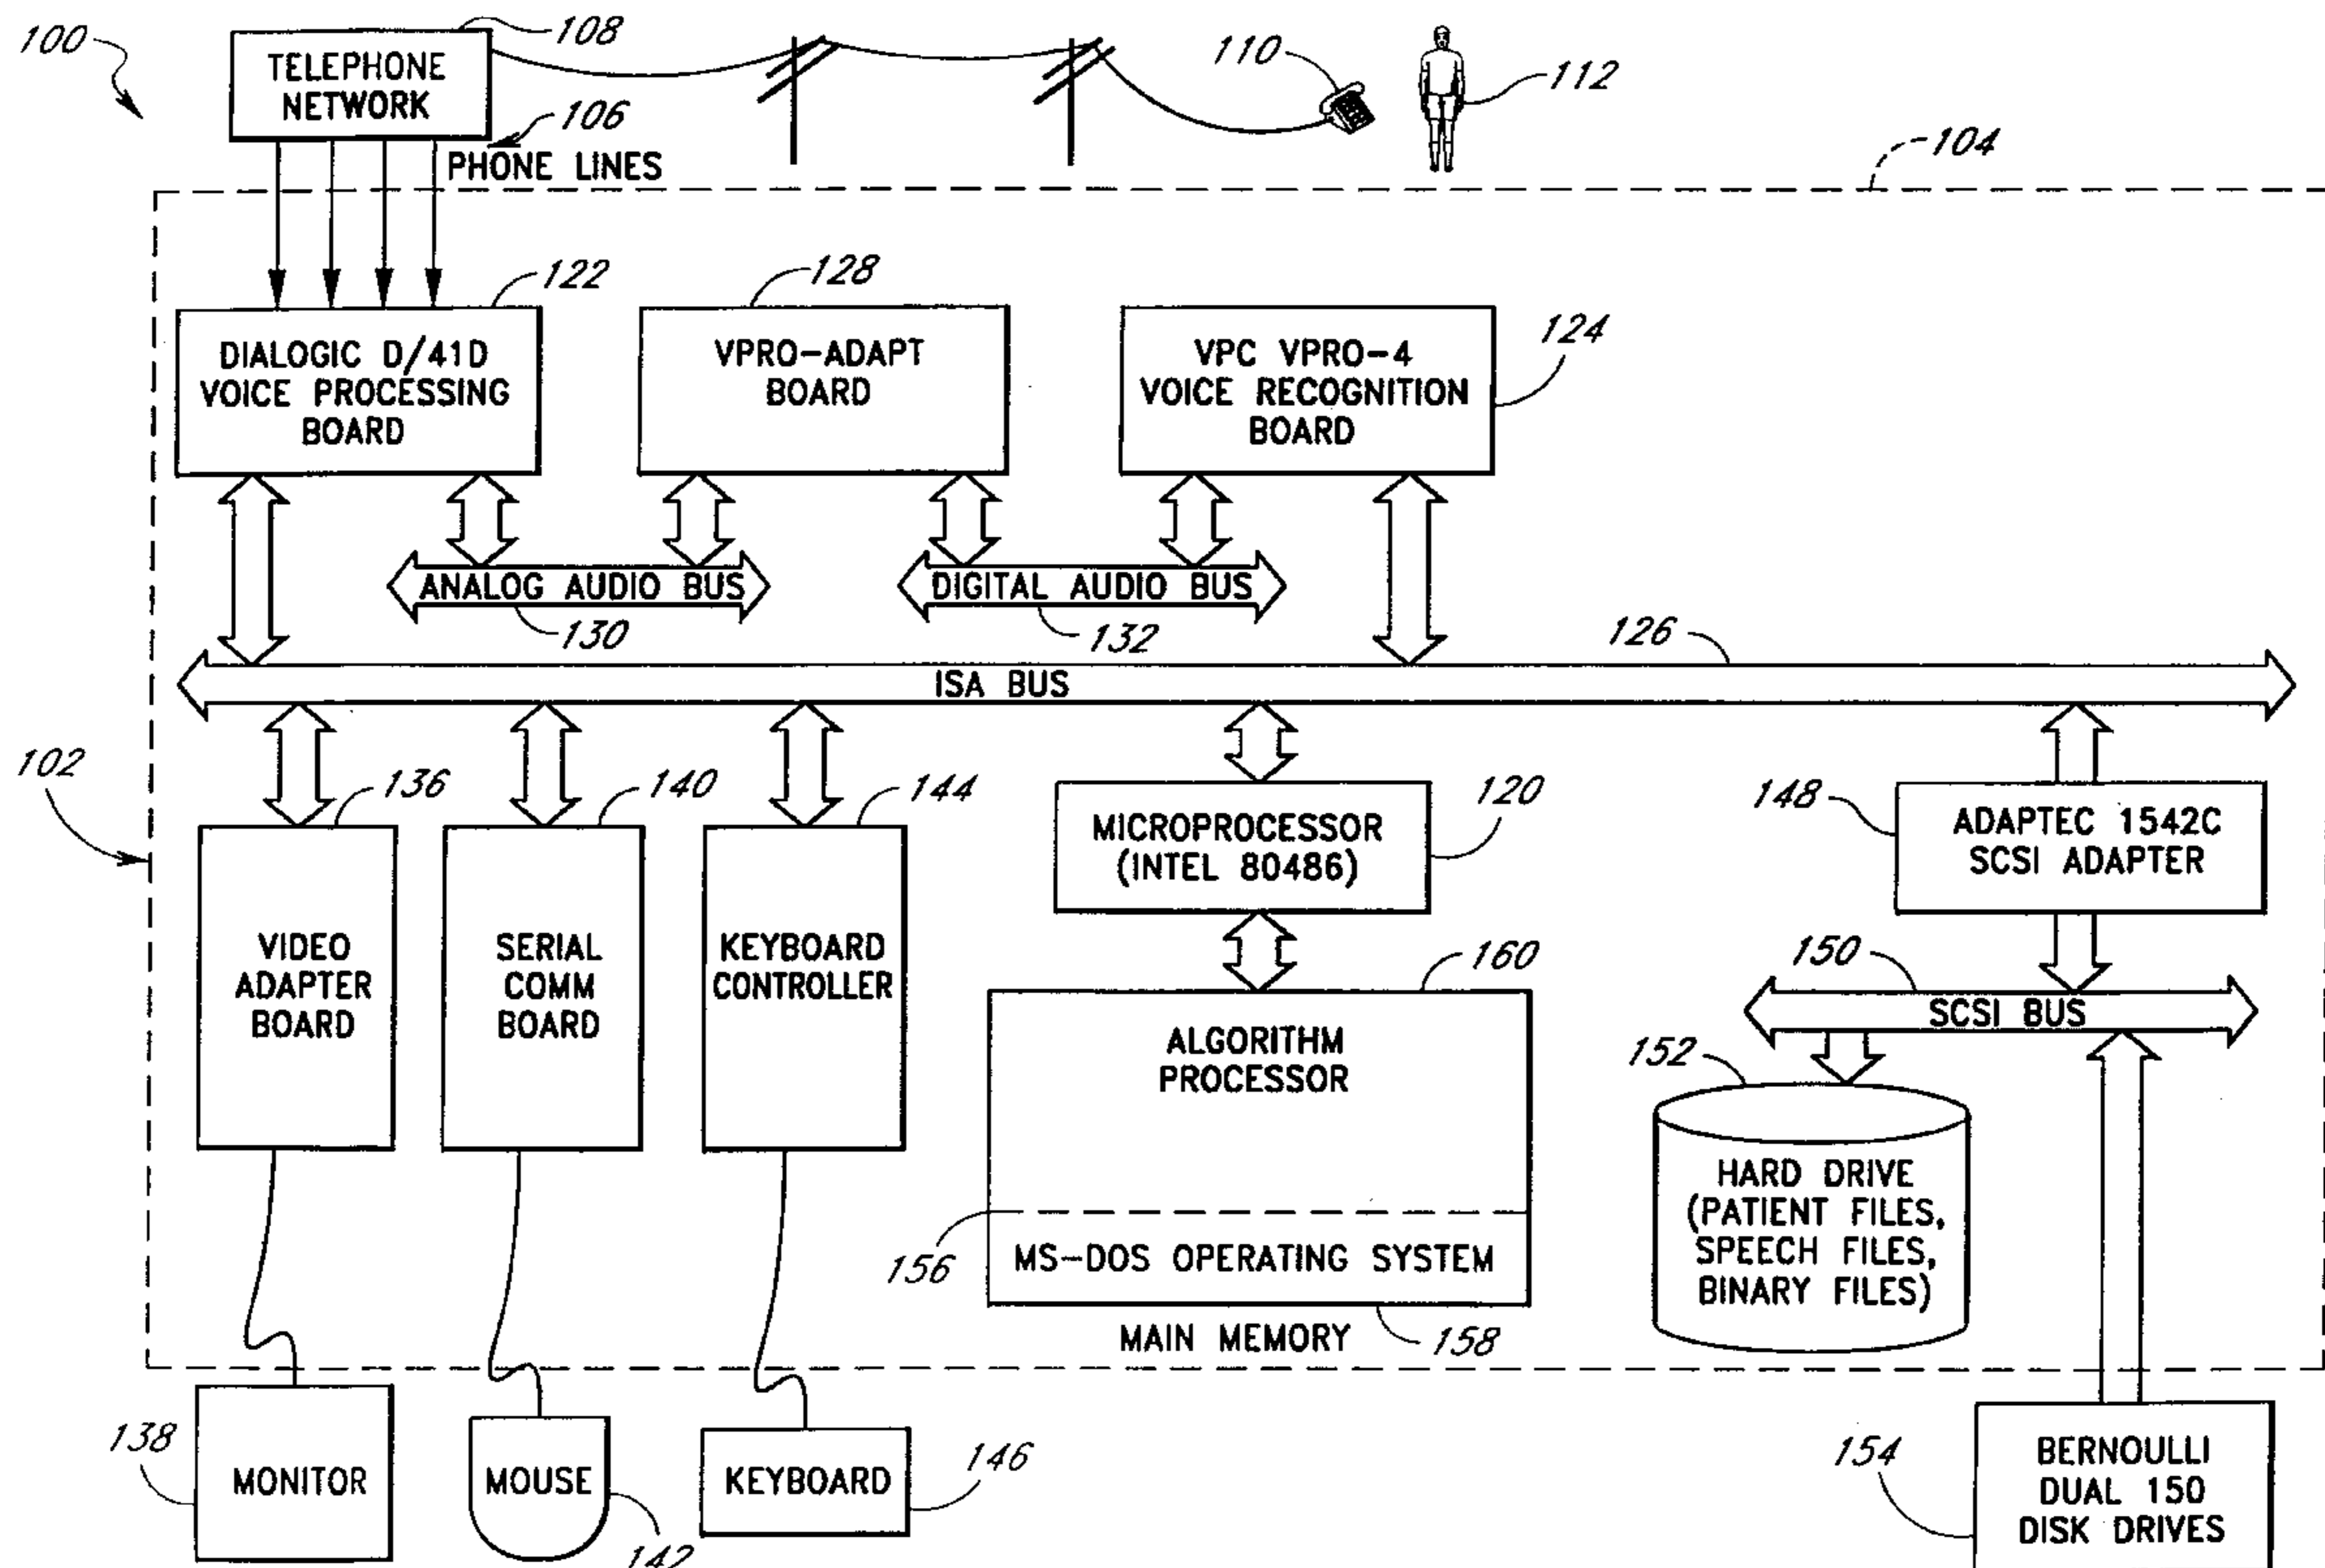 100
108
TELEPHONE
NETWORK
106
PHONE LINES
110
112
104
122
DIALOGIC D/41D
VOICE PROCESSING
BOARD
128
VPRO-ADAPT
BOARD
124
VPC VPRO-4
VOICE RECOGNITION
BOARD
ANALOG AUDIO BUS
130
DIGITAL AUDIO BUS
132
126
ISA BUS
102
136
VIDEO
ADAPTER
BOARD
140
SERIAL
COMM
BOARD
144
KEYBOARD
CONTROLLER
120
MICROPROCESSOR
(INTEL 80486)
148
ADAPTEC 1542C
SCSI ADAPTER
160
ALGORITHM
PROCESSOR
156
MS-DOS OPERATING SYSTEM
MAIN MEMORY
158
150
SCSI BUS
152
HARD DRIVE
(PATIENT FILES,
SPEECH FILES,
BINARY FILES)
138
MONITOR
MOUSE
142
KEYBOARD
146
154
BERNOULLI
DUAL 150
DISK DRIVES